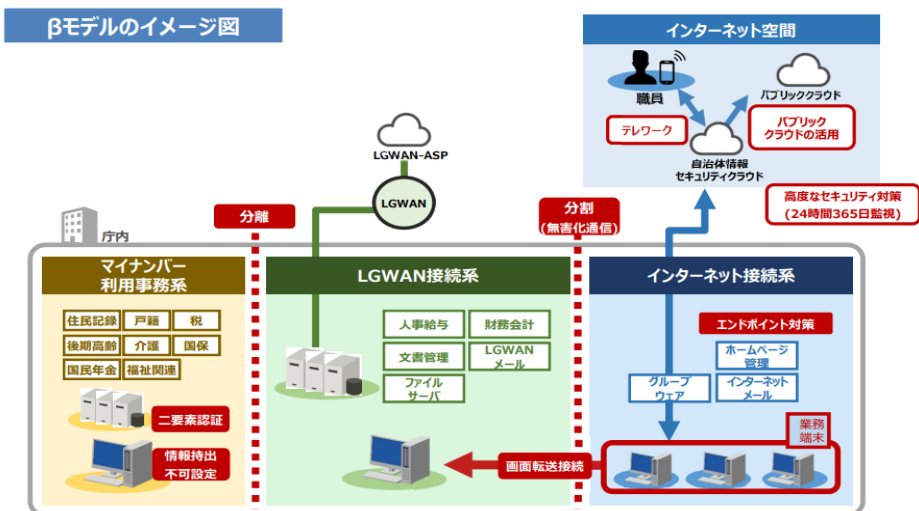 βモデルのイメージ図
インターネット空間
職員
パブリッククラウド
テレワーク
パブリック
クラウドの活用
自治体情報
セキュリティクラウド
高度なセキュリティ対策
(24時間365日監視)
LGWAN-ASP
LGWAN
分離
分割
(無害化通信)
庁内
マイナンバー
利用事務系
住民記録
戸籍
税
後期高齢
介護
国保
国民年金
福祉関連
二要素認証
情報持出
不可設定
LGWAN接続系
人事給与
財務会計
文書管理
LGWAN
メール
ファイル
サーバ
画面転送接続
インターネット接続系
エンドポイント対策
ホームページ
管理
グループ
ウェア
インターネット
メール
業務
端末